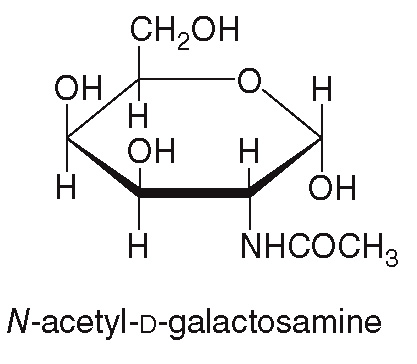 CH₂OH
OH O H
H
OH H
H OH
H NHCOCH₃
N-acetyl-D-galactosamine